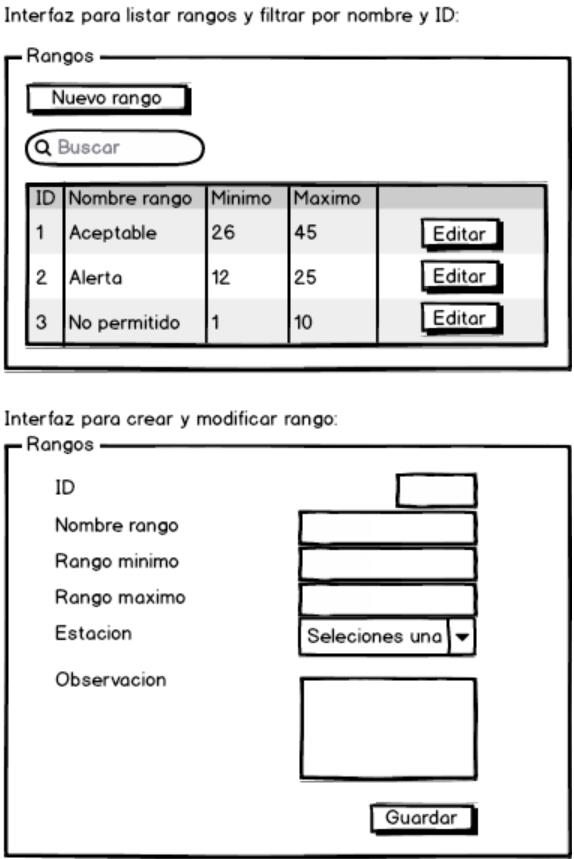 Interfaz para listar rangos y filtrar por nombre y ID:
Rangos
Nuevo rango
Buscar
ID Nombre rango Minimo Maximo
1 Aceptable 26 45 Editar
2 Alerta 12 25 Editar
3 No permitido 1 10 Editar
Interfaz para crear y modificar rango:
Rangos
ID
Nombre rango
Rango minimo
Rango maximo
Estacion Seleciones una
Observacion
Guardar